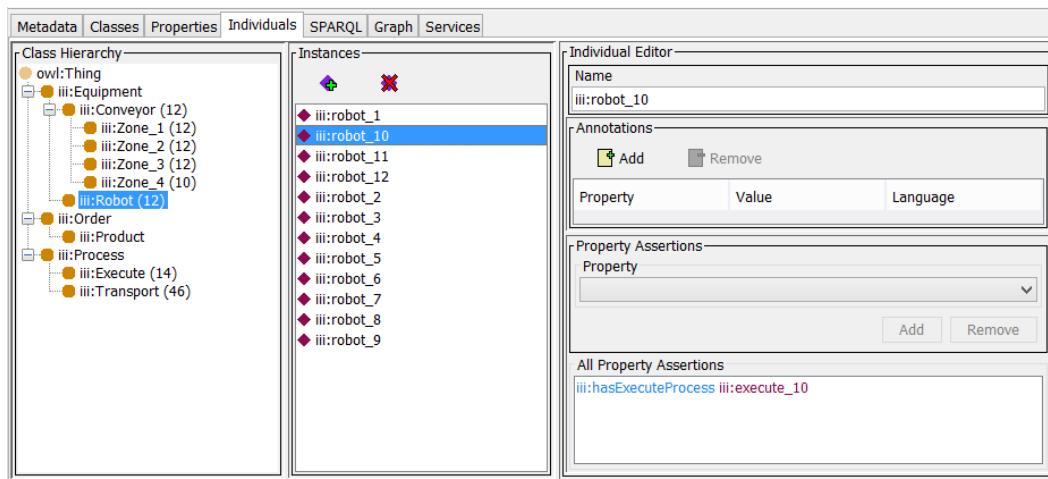 Metadata Classes Properties Individuals SPARQL Graph Services
Class Hierarchy
owl:Thing
iii:Equipment
iii:Conveyor (12)
iii:Zone_1 (12)
iii:Zone_2 (12)
iii:Zone_3 (12)
iii:Zone_4 (10)
iii:Robot (12)
iii:Order
iii:Product
iii:Process
iii:Execute (14)
iii:Transport (46)
Instances
iii:robot_1
iii:robot_10
iii:robot_11
iii:robot_12
iii:robot_2
iii:robot_3
iii:robot_4
iii:robot_5
iii:robot_6
iii:robot_7
iii:robot_8
iii:robot_9
Individual Editor
Name
iii:robot_10
Annotations
Add Remove
Property Value Language
Property Assertions
Property
Add Remove
All Property Assertions
iii:hasExecuteProcess iii:execute_10